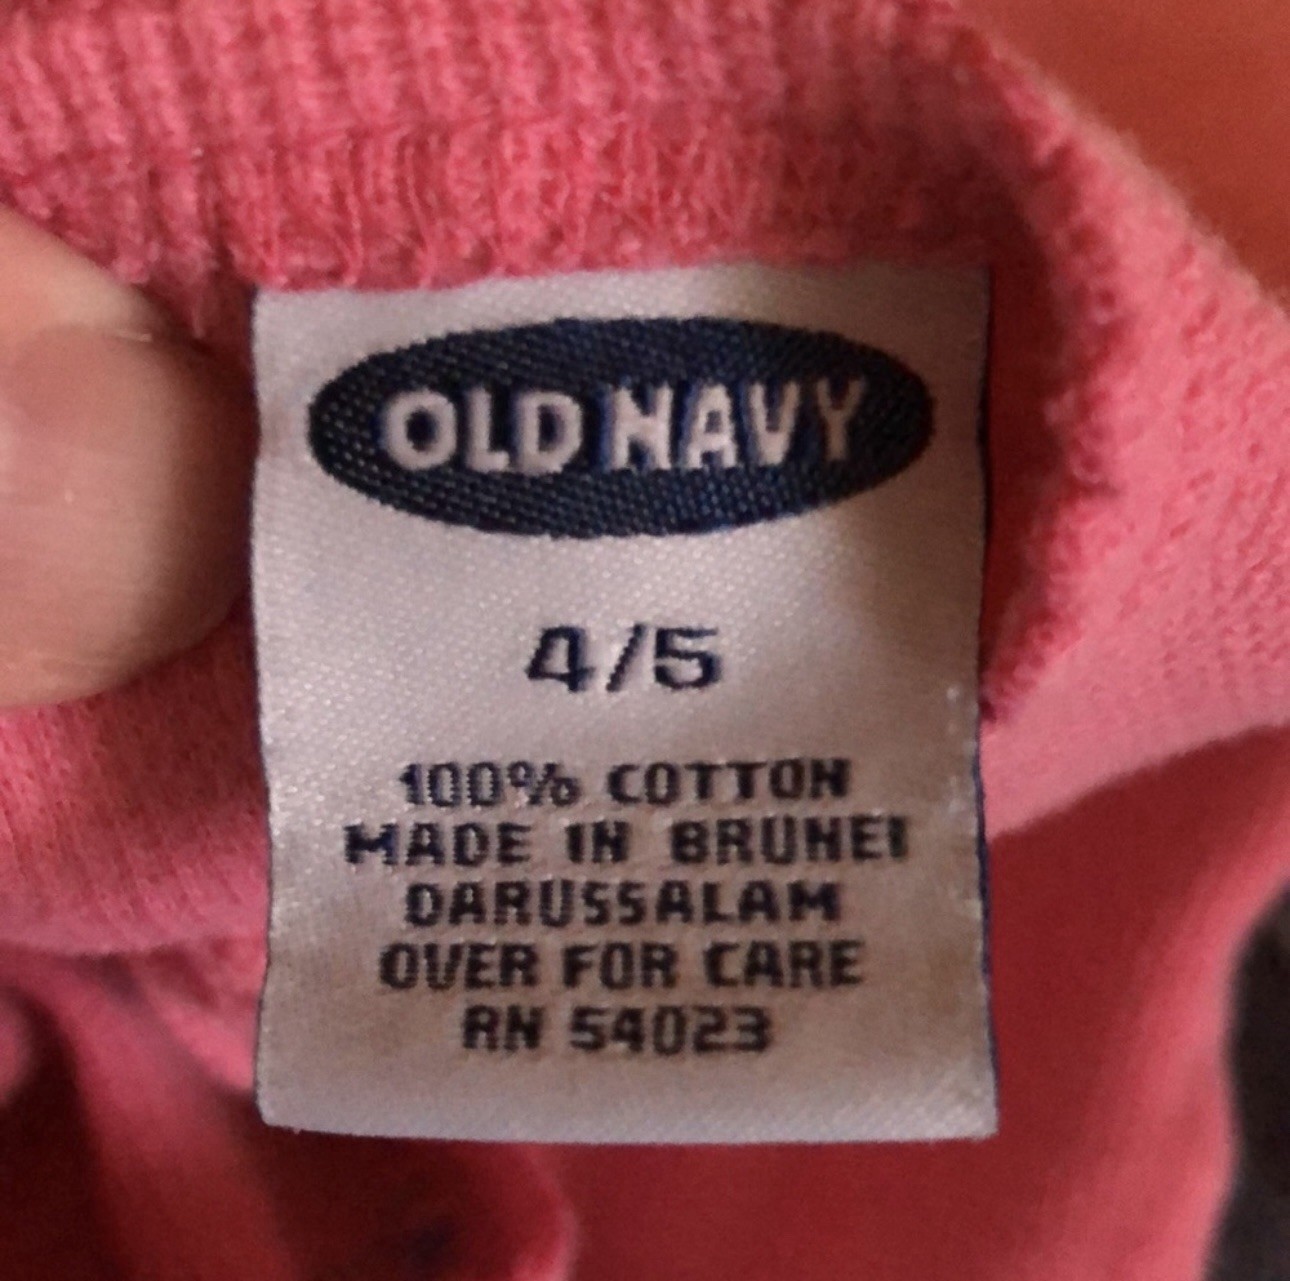 OLD NAVY
4/5
100% COTTON
MADE IN BRUNEI
DARUSSALAM
OVER FOR CARE
RN 54023